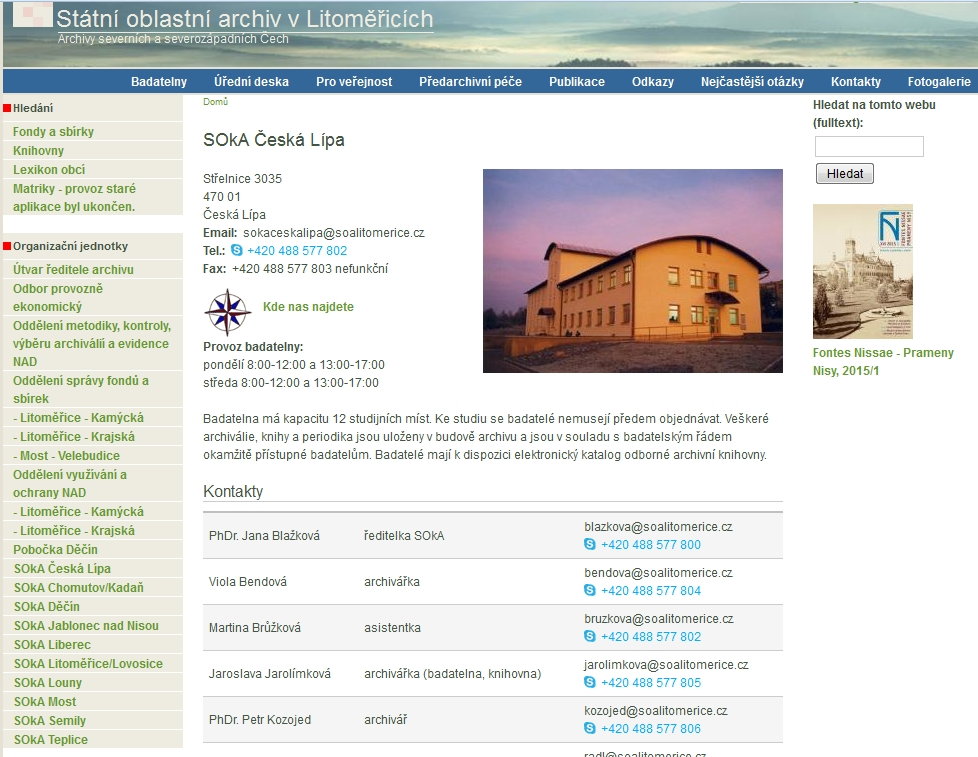 Státní oblastní archiv v Litoměřicích
Archivy severních a severozápadních Čech
Badatelny Úřední deska Pro veřejnost Předarchivní péče Publikace Odkazy Nejčastější otázky Kontakty Fotogalerie
Hledání
Fondy a sbírky
Knihovny
Lexikon obcí
Matriky - provoz staré
aplikace byl ukončen.
Organizační jednotky
Útvar ředitele archivu
Odbor provozně
ekonomický
Oddělení metodiky, kontroly,
výběru archiválií a evidence
NAD
Oddělení správy fondů a
sbírek
- Litoměřice - Kamýcká
- Litoměřice - Krajská
- Most - Velebudice
Oddělení využívání a
ochrany NAD
- Litoměřice - Kamýcká
- Litoměřice - Krajská
Pobočka Děčín
SOkA Česká Lípa
SOkA Chomutov/Kadaň
SOkA Děčín
SOkA Jablonec nad Nisou
SOkA Liberec
SOkA Litoměřice/Lovosice
SOkA Louny
SOkA Most
SOkA Semily
SOkA Teplice
Domů
SOkA Česká Lípa
Střelnice 3035
470 01
Česká Lípa
Email: sokaceskalipa@soalitomerice.cz
Tel.: +420 488 577 802
Fax: +420 488 577 803 nefunkční
Kde nas najdete
Provoz badatelny:
pondělí 8:00-12:00 a 13:00-17:00
středa 8:00-12:00 a 13:00-17:00
Badatelna má kapacitu 12 studijních míst. Ke studiu se badatelé nemusejí předem objednávat. Veškeré
archiválie, knihy a periodika jsou uloženy v budově archivu a jsou v souladu s badatelským řádem
okamžitě přístupné badatelům. Badatelé mají k dispozici elektronický katalog odborné archivní knihovny.
Kontakty
PhDr. Jana Blažková ředitelka SOkA blazkova@soalitomerice.cz
+420 488 577 800
Viola Bendová archivářka bendova@soalitomerice.cz
+420 488 577 804
Martina Brůžková asistentka bruzkova@soalitomerice.cz
+420 488 577 802
Jaroslava Jarolímková archivářka (badatelna, knihovna) jarolimkova@soalitomerice.cz
+420 488 577 805
PhDr. Petr Kozojed archivář kozojed@soalitomerice.cz
+420 488 577 806
radl@soalitomerice.cz
Hledat na tomto webu
(fulltext):
Hledat
FONTES NISSAE
PRAMENY NISY
Fontes Nissae - Prameny
Nisy, 2015/1